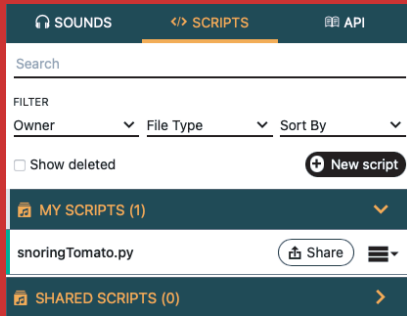 SOUNDS </> SCRIPTS API
Search
FILTER
Owner File Type Sort By
Show deleted New script
MY SCRIPTS (1)
snoringTomato.py Share
SHARED SCRIPTS (0)